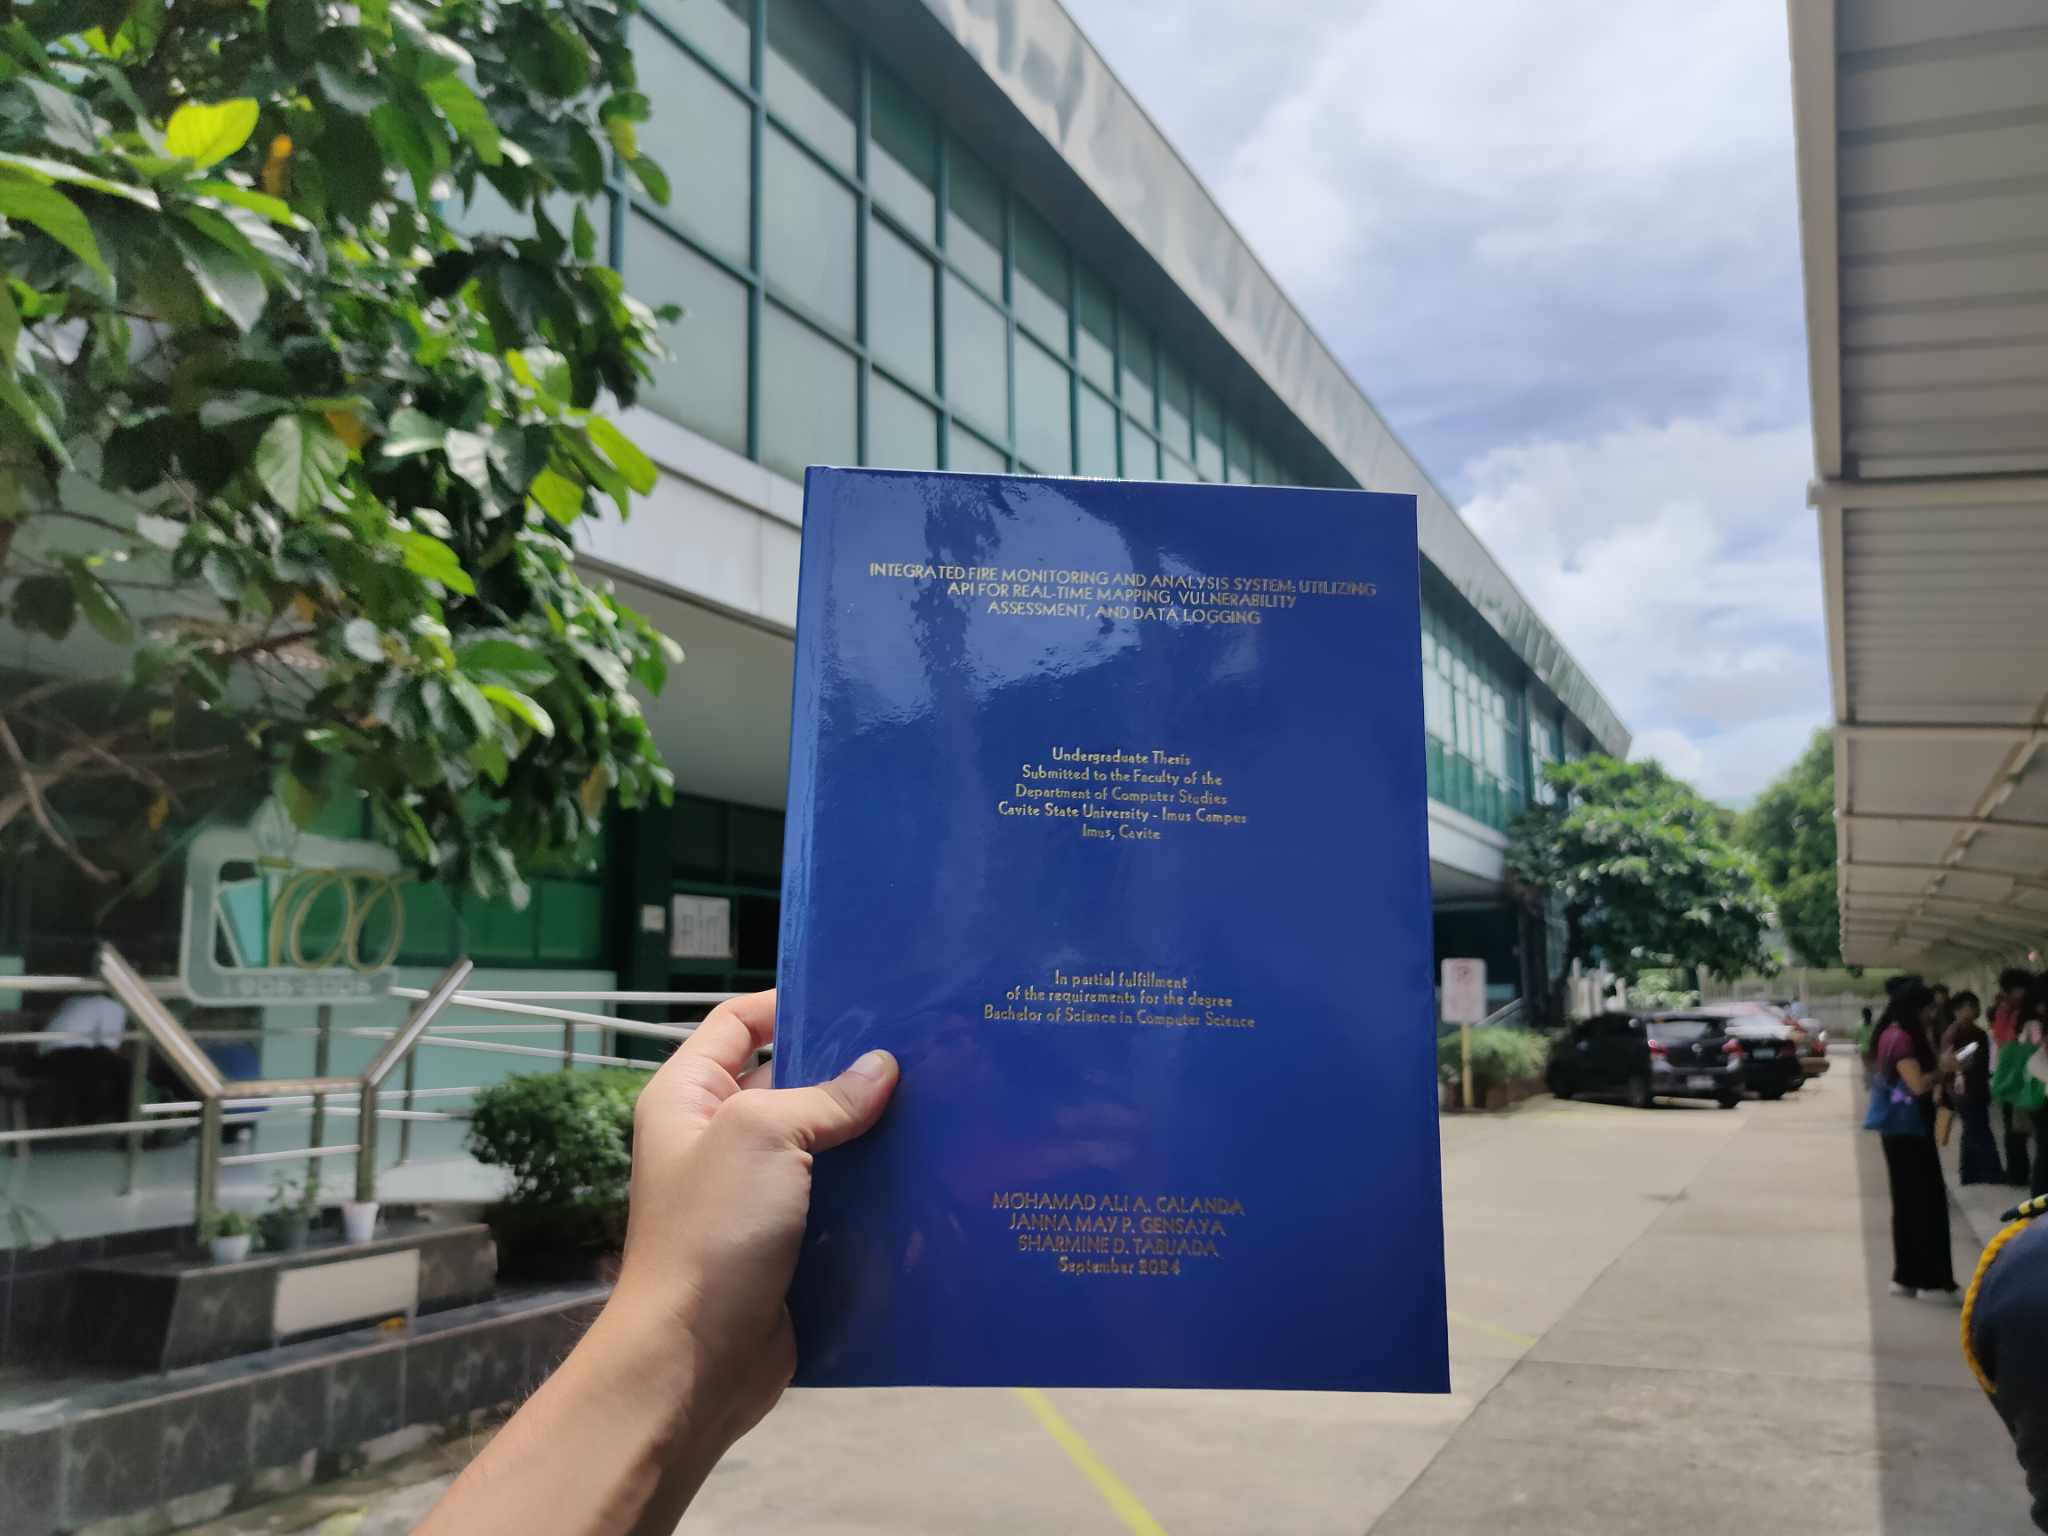 INTEGRATED FIRE MONITORING AND ANALYSIS SYSTEM: UTILIZING
API FOR REAL-TIME MAPPING, VULNERABILITY
ASSESSMENT, AND DATA LOGGING
Undergraduate Thesis
Submitted to the Faculty of the
Department of Computer Studies
Cavite State University - Imus Campus
Imus, Cavite
In partial fulfillment
of the requirements for the degree
Bachelor of Science in Computer Science
MOHAMAD ALI A. CALANDA
JANNA MAY P. GENSAYA
SHARMINE D. TABUADA
September 2024
100
1906-2006